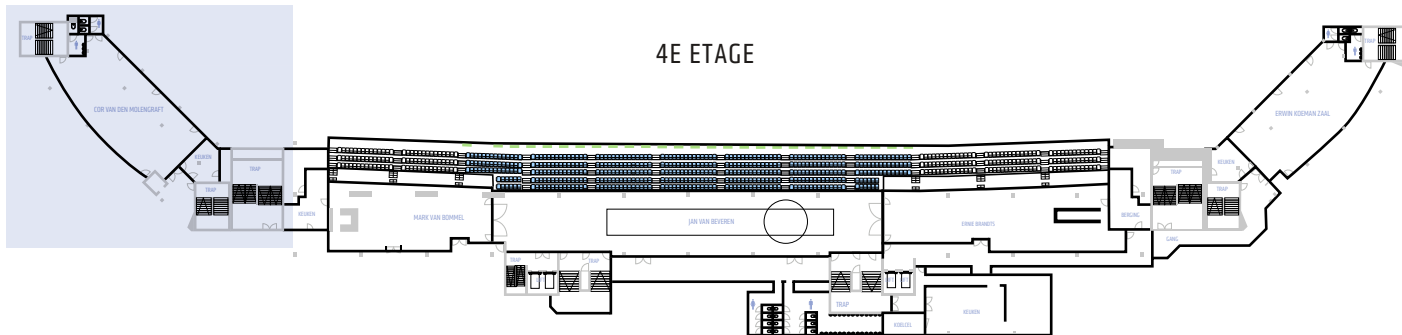 4E ETAGE
TRAP
COR VAN DEN MOLENGRAFT
KEUKEN
TRAP
TRAP
KEUKEN
MARK VAN BOMMEL
JAN VAN BEVEREN
ERNIE BRANDTS
BERGING
GANG
TRAP
TRAP
KEUKEN
ERWIN KOEMAN ZAAL
TRAP
TRAP
TRAP
TRAP
KOELCEL
KEUKEN